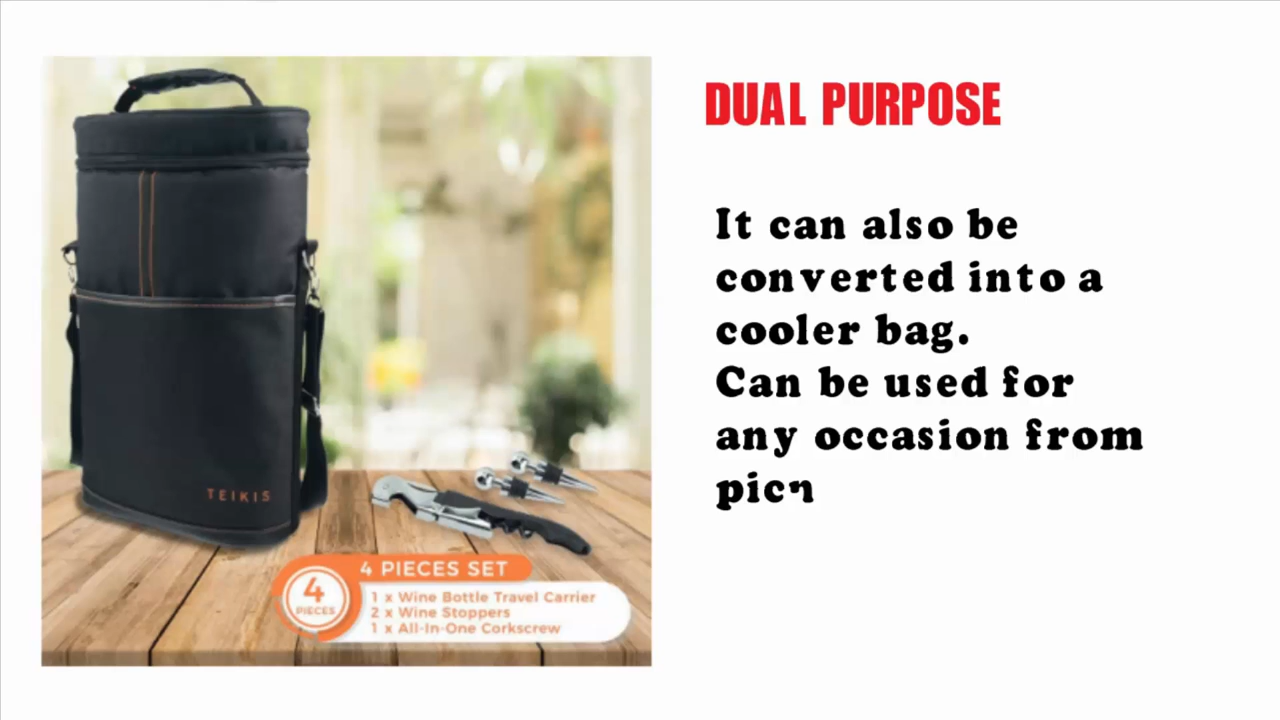 DUAL PURPOSE
It can also be
converted into a
cooler bag.
Can be used for
any occasion from
picn
TEIKIS
4 PIECES SET
4
PIECES
1 x Wine Bottle Travel Carrier
2 x Wine Stoppers
1 x All-In-One Corkscrew